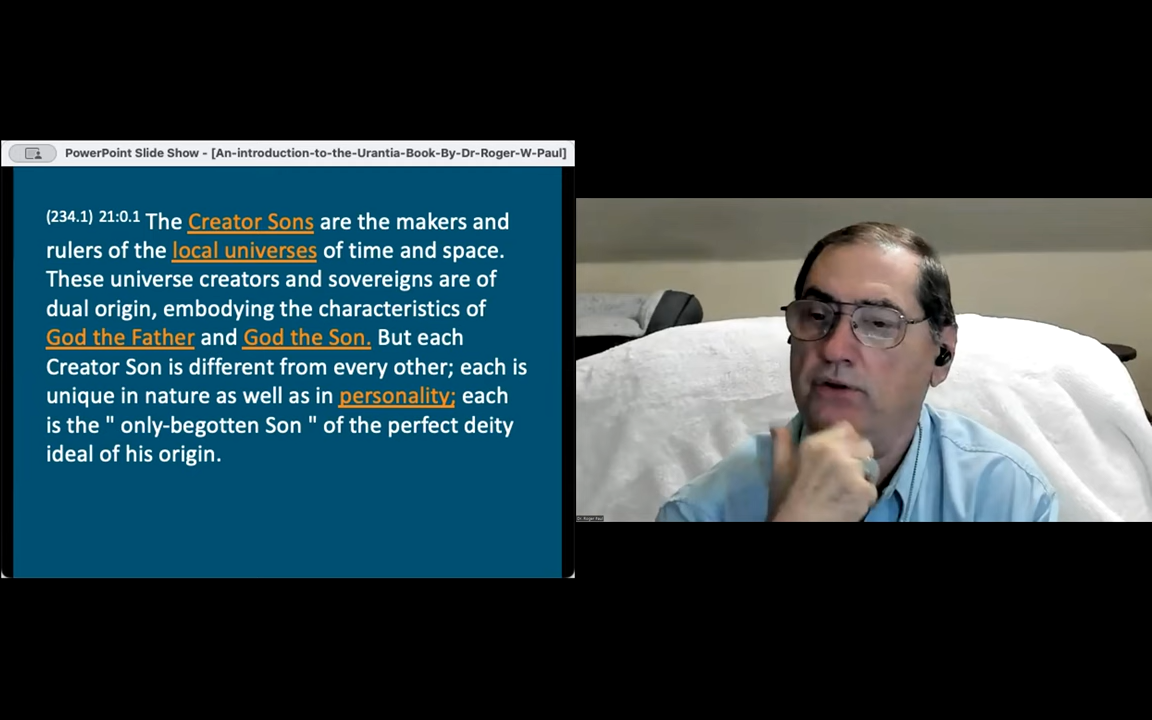 PowerPoint Slide Show - [An-introduction-to-the-Urantia-Book-By-Dr-Roger-W-Paul]
(234.1) 21:0.1 The Creator Sons are the makers and
rulers of the local universes of time and space.
These universe creators and sovereigns are of
dual origin, embodying the characteristics of
God the Father and God the Son. But each
Creator Son is different from every other; each is
unique in nature as well as in personality; each
is the " only-begotten Son " of the perfect deity
ideal of his origin.
Dr. Roger Paul